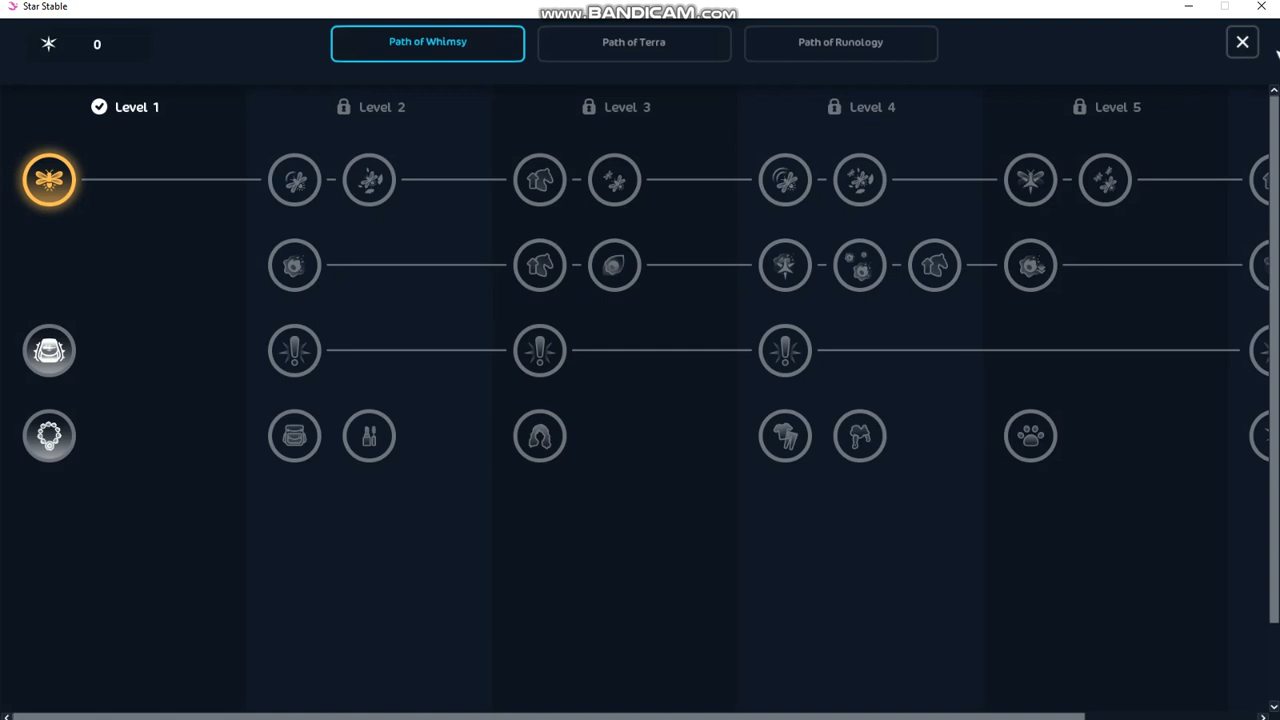 Star Stable
www.BANDICAM.com
0
Path of Whimsy
Path of Terra
Path of Runology
Level 1
Level 2
Level 3
Level 4
Level 5